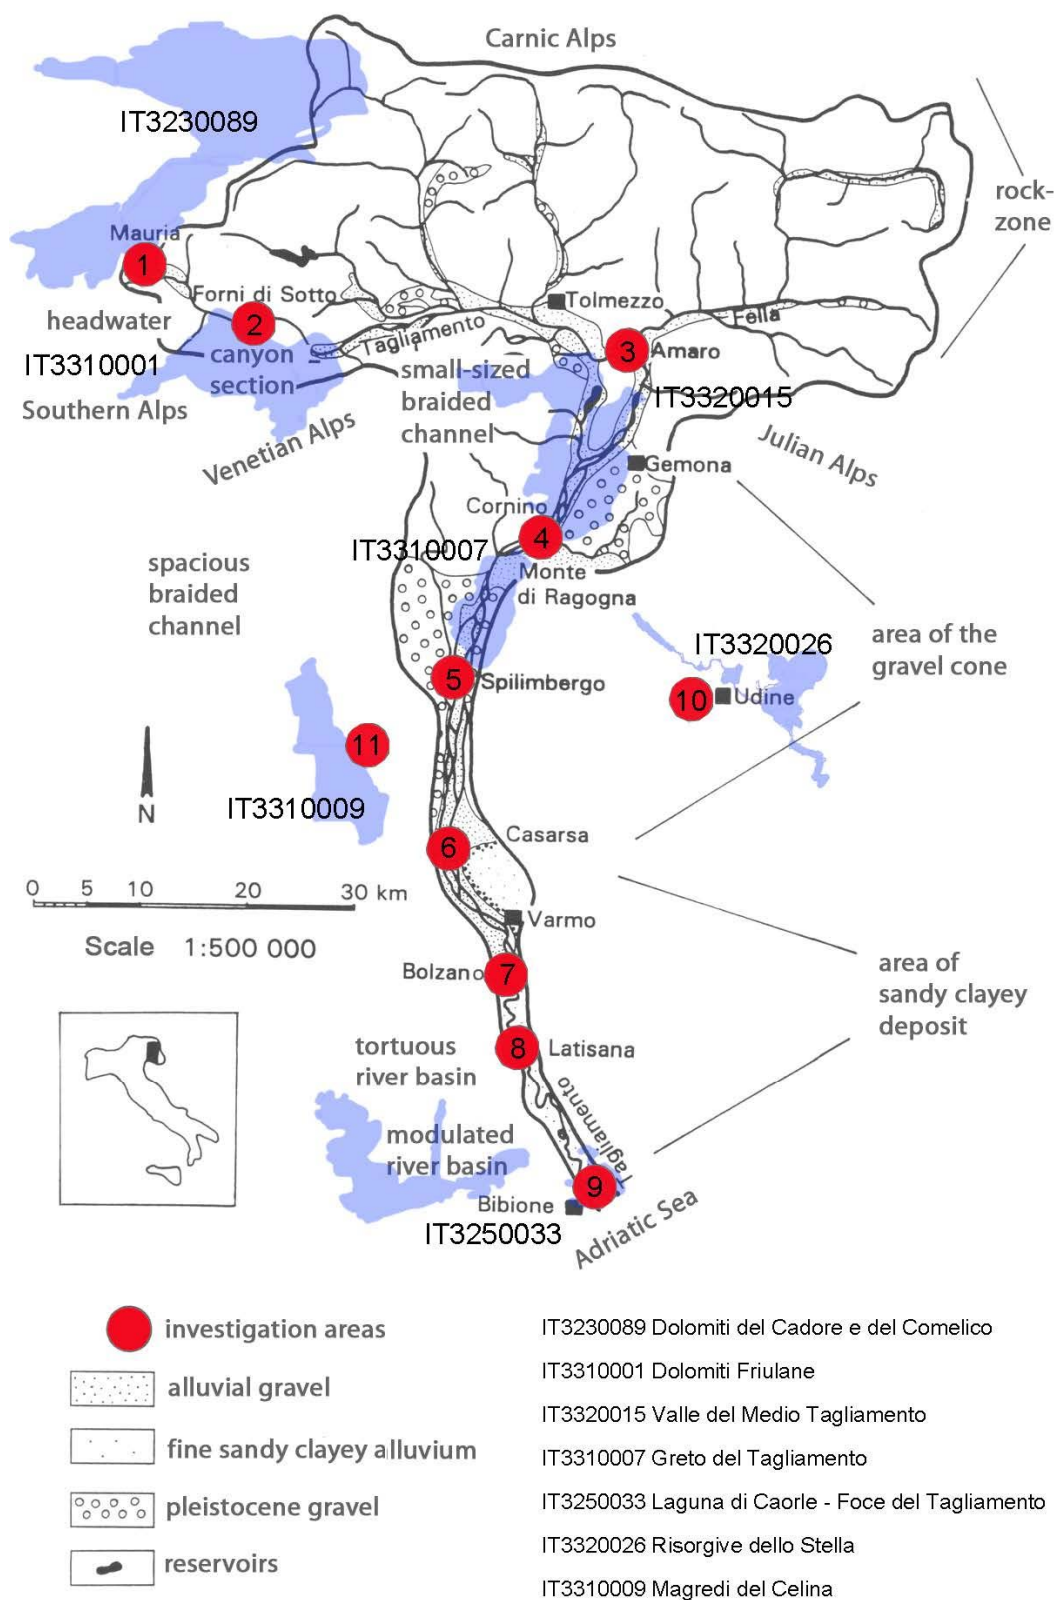 Carnic Alps
IT3230089
rock-
zone
Mauria
1
Forni di Sotto
2
headwater
IT3310001
canyon
section
Southern Alps
Venetian Alps
Tagliamento
Tolmezzo
Fella
3
Amaro
small-sized
braided
channel
IT3320015
Julian Alps
Gemona
Cornino
4
IT3310007
Monte
di Ragogna
spacious
braided
channel
area of the
gravel cone
IT3320026
5
Spilimbergo
10
Udine
11
IT3310009
N
6
Casarsa
0 5 10 20 30 km
Scale 1:500 000
Varmo
Bolzano
7
area of
sandy clayey
deposit
8
Latisana
tortuous
river basin
Tagliamento
modulated
river basin
9
Bibione
IT3250033
Adriatic Sea
investigation areas
alluvial gravel
fine sandy clayey alluvium
pleistocene gravel
reservoirs
IT3230089 Dolomiti del Cadore e del Comelico
IT3310001 Dolomiti Friulane
IT3320015 Valle del Medio Tagliamento
IT3310007 Greto del Tagliamento
IT3250033 Laguna di Caorle - Foce del Tagliamento
IT3320026 Risorgive dello Stella
IT3310009 Magredi del Celina